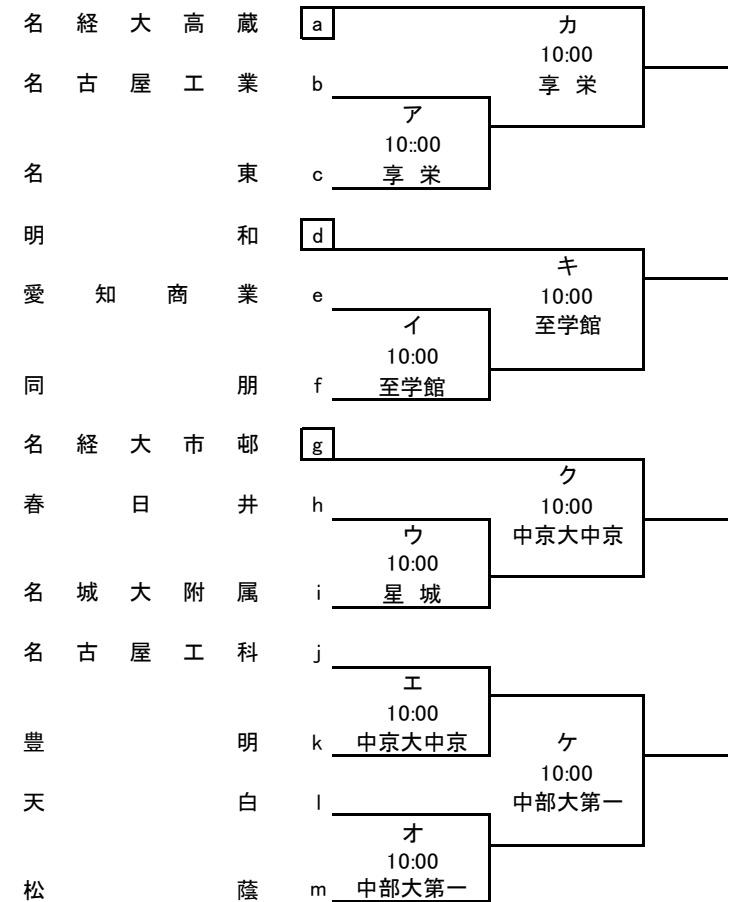 名経大高蔵 a カ
10:00
名古屋工業 b 享栄
ア
10::00
名東 c 享栄
明和 d
キ
愛知商業 e 10:00
イ 至学館
10:00
同朋 f 至学館
名経大市邨 g
ク
春日井 h 10:00
ウ 中京大中京
10:00
名城大附属 i 星城
名古屋工科 j
エ
10:00
豊明 k 中京大中京 ケ
10:00
天白 l 中部大第一
オ
10:00
松蔭 m 中部大第一